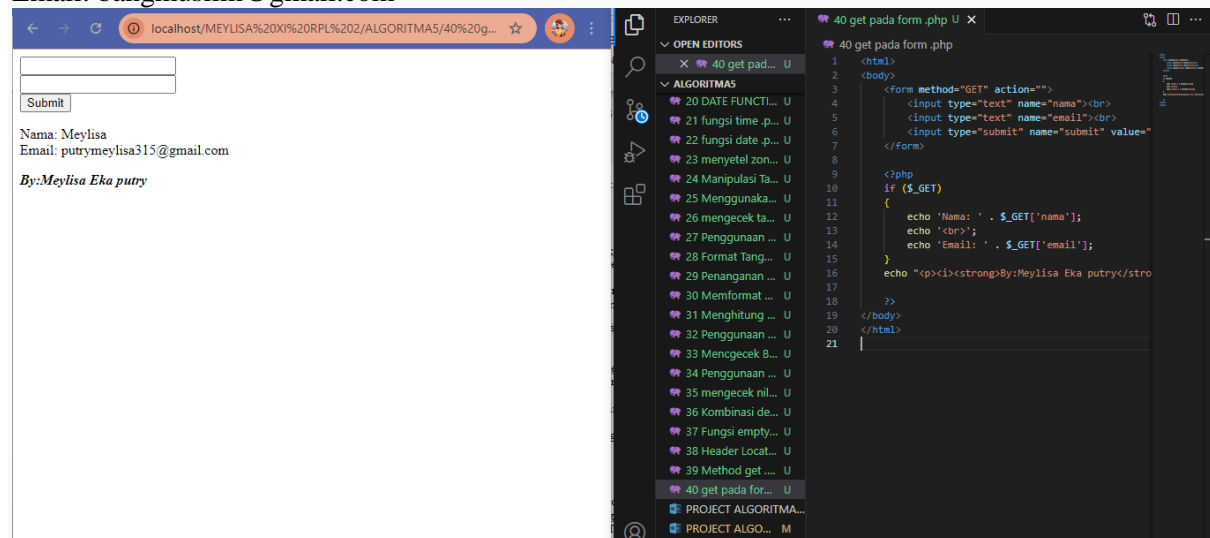 localhost/MEYLISA%20XI%20RPL%202/ALGORITMA5/40%20g...
Submit
Nama: Meylisa
Email: putrymeylisa315@gmail.com
By:Meylisa Eka putry
EXPLORER
OPEN EDITORS
40 get pad... U
ALGORITMA5
20 DATE FUNCTI... U
21 fungsi time .p... U
22 fungsi date .p... U
23 menyetel zon... U
24 Manipulasi Ta... U
25 Menggunaka... U
26 mengecek ta... U
27 Penggunaan ... U
28 Format Tang... U
29 Penanganan ... U
30 Memformat ... U
31 Menghitung ... U
32 Penggunaan ... U
33 Mencgecek B... U
34 Penggunaan ... U
35 mengecek nil... U
36 Kombinasi de... U
37 Fungsi empty... U
38 Header Locat... U
39 Method get .... U
40 get pada for... U
PROJECT ALGORITMA...
PROJECT ALGO... M
40 get pada form .php U
40 get pada form .php
1 <html>
2 <body>
3 <form method="GET" action="">
4 <input type="text" name="nama"><br>
5 <input type="text" name="email"><br>
6 <input type="submit" name="submit" value="
7 </form>
8
9 <?php
10 if ($_GET)
11 {
12 echo 'Nama: ' . $_GET['nama'];
13 echo '<br>';
14 echo 'Email: ' . $_GET['email'];
15 }
16 echo "<p><i><strong>By:Meylisa Eka putry</stro
17
18 ?>
19 </body>
20 </html>
21